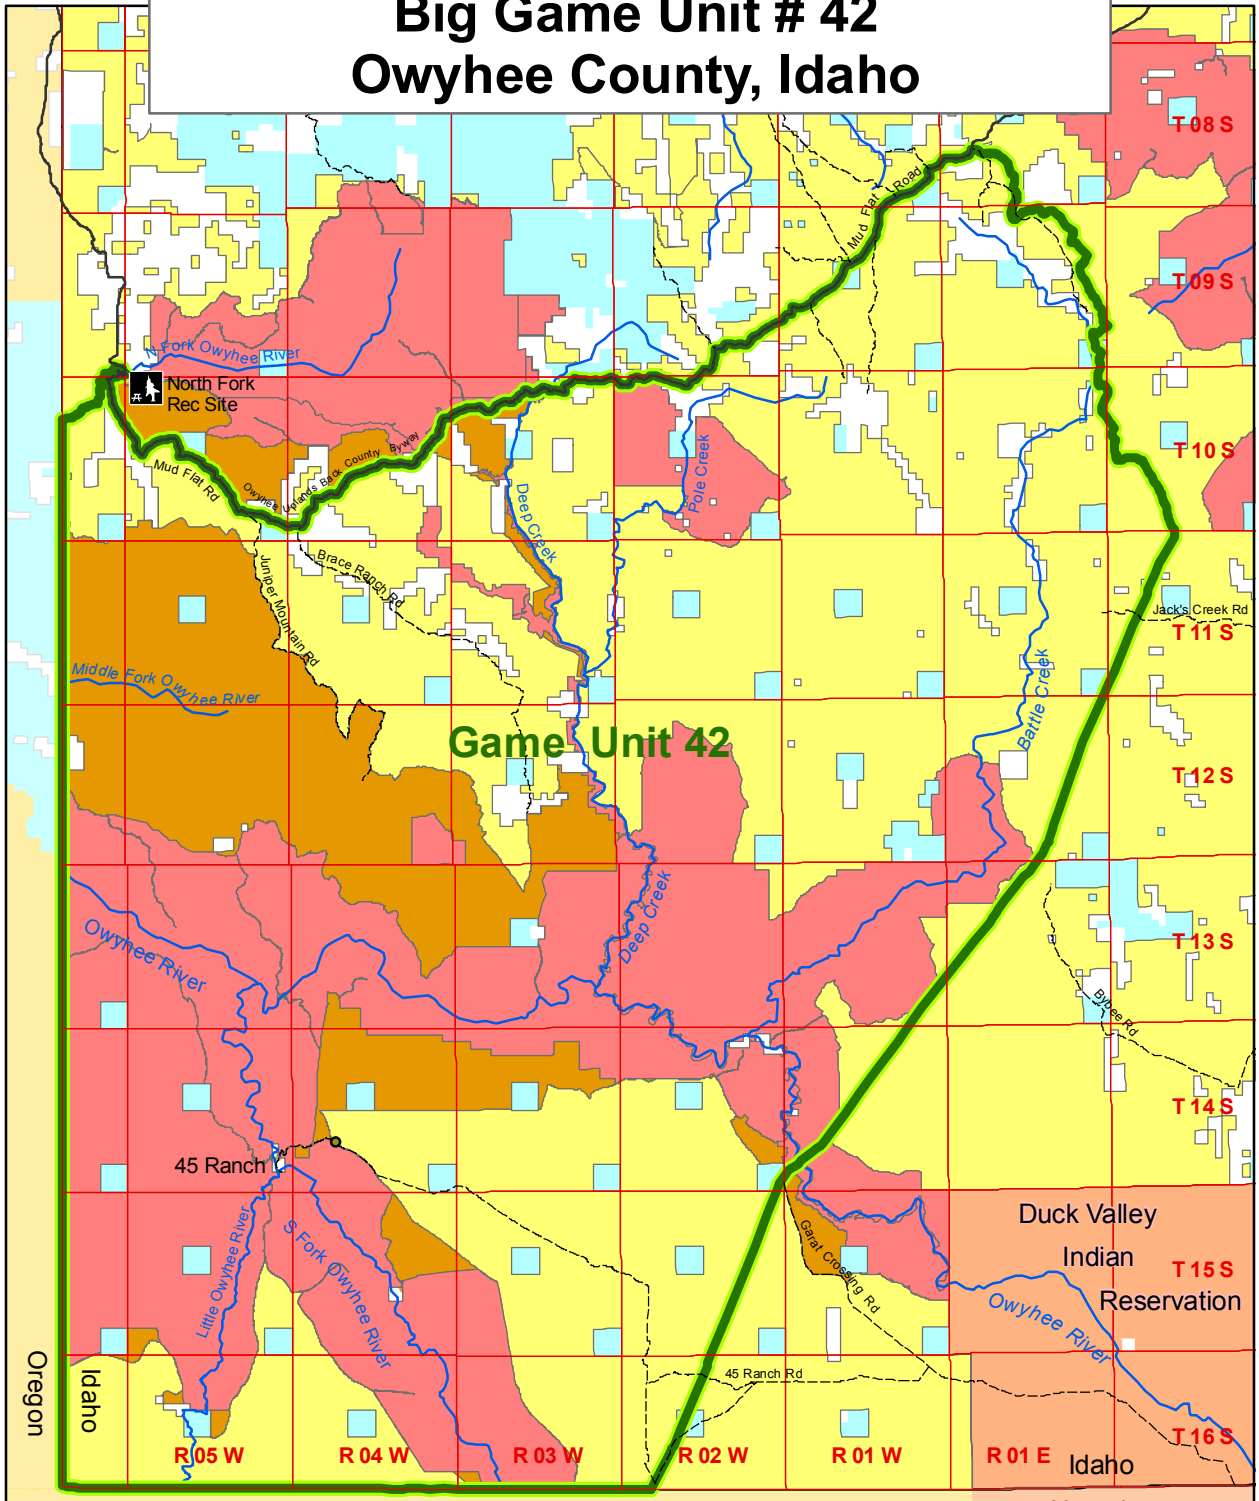 Big Game Unit # 42
Owyhee County, Idaho
T 08 S
Mud Flat Road
T 09 S
N Fork Owyhee River
North Fork
Rec Site
Owyhee Uplands Back Country Byway
Mud Flat Rd
Pole Creek
T 10 S
Deep Creek
Juniper Mountain Rd
Brace Ranch Rd
Jack's Creek Rd
T 11 S
Middle Fork Owyhee River
Battle Creek
Game Unit 42
T 12 S
Deep Creek
Owyhee River
T 13 S
Bybee Rd
T 14 S
45 Ranch
Duck Valley
Indian
Reservation
Little Owyhee River
S Fork Owyhee River
Garat Crossing Rd
T 15 S
Owyhee River
45 Ranch Rd
Oregon
Idaho
T 16 S
R 05 W
R 04 W
R 03 W
R 02 W
R 01 W
R 01 E
Idaho